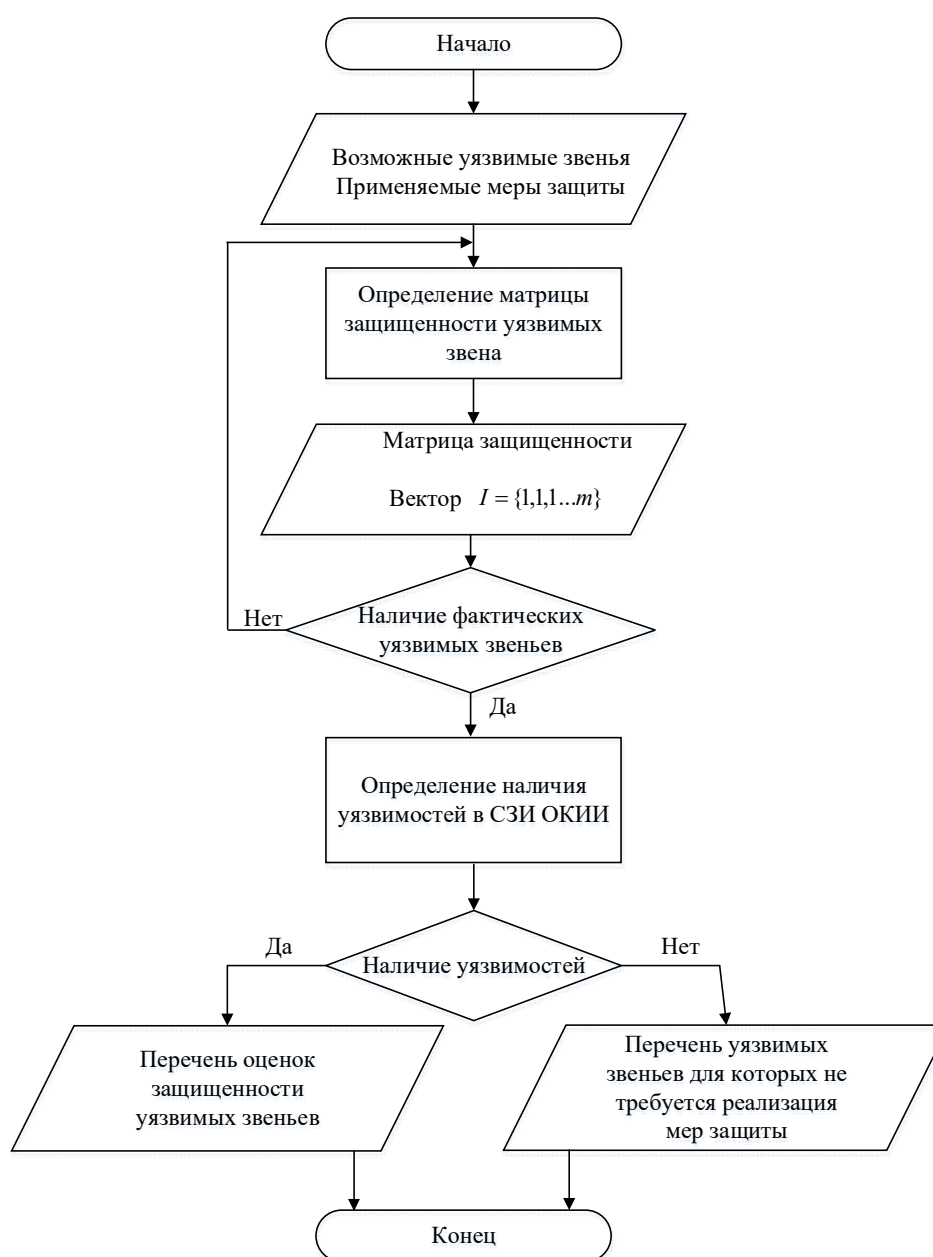 Начало
Возможные уязвимые звенья
Применяемые меры защиты
Определение матрицы
защищенности уязвимых
звена
Матрица защищенности
Вектор I = {1,1,1...m}
Наличие фактических
уязвимых звеньев
Нет
Да
Определение наличия
уязвимостей в СЗИ ОКИИ
Да
Нет
Наличие уязвимостей
Перечень оценок
защищенности
уязвимых звеньев
Перечень уязвимых
звеньев для которых не
требуется реализация
мер защиты
Конец